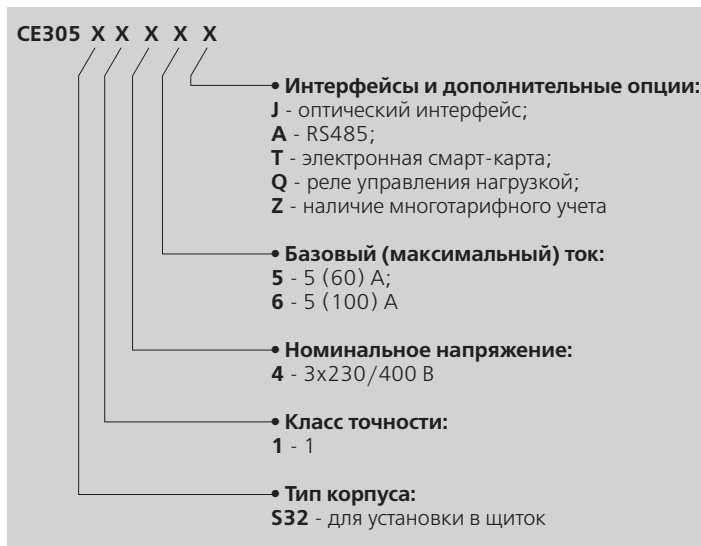 CE305 X X X X X
• Интерфейсы и дополнительные опции:
J - оптический интерфейс;
A - RS485;
T - электронная смарт-карта;
Q - реле управления нагрузкой;
Z - наличие многотарифного учета
• Базовый (максимальный) ток:
5 - 5 (60) А;
6 - 5 (100) А
• Номинальное напряжение:
4 - 3x230/400 В
• Класс точности:
1 - 1
• Тип корпуса:
S32 - для установки в щиток